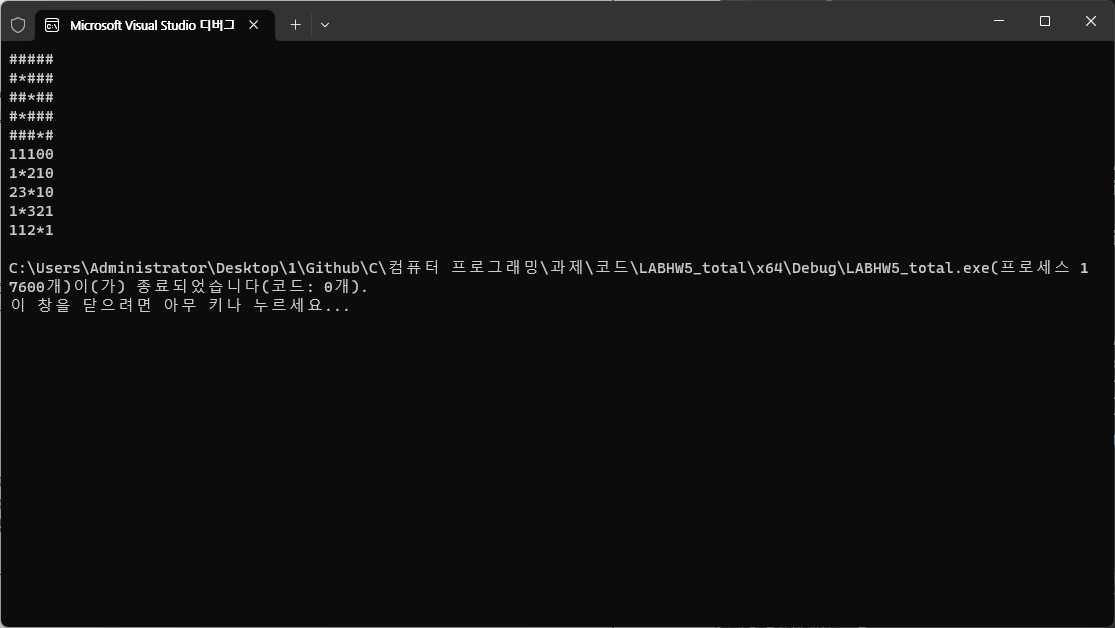 Microsoft Visual Studio 디버그
#####
#*###
##*##
#*###
###*#
11100
1*210
23*10
1*321
112*1
C:\Users\Administrator\Desktop\1\Github\C\컴퓨터 프로그래밍\과제\코드\LABHW5_total\x64\Debug\LABHW5_total.exe(프로세스 1
7600개)이(가) 종료되었습니다(코드: 0개).
이 창을 닫으려면 아무 키나 누르세요...